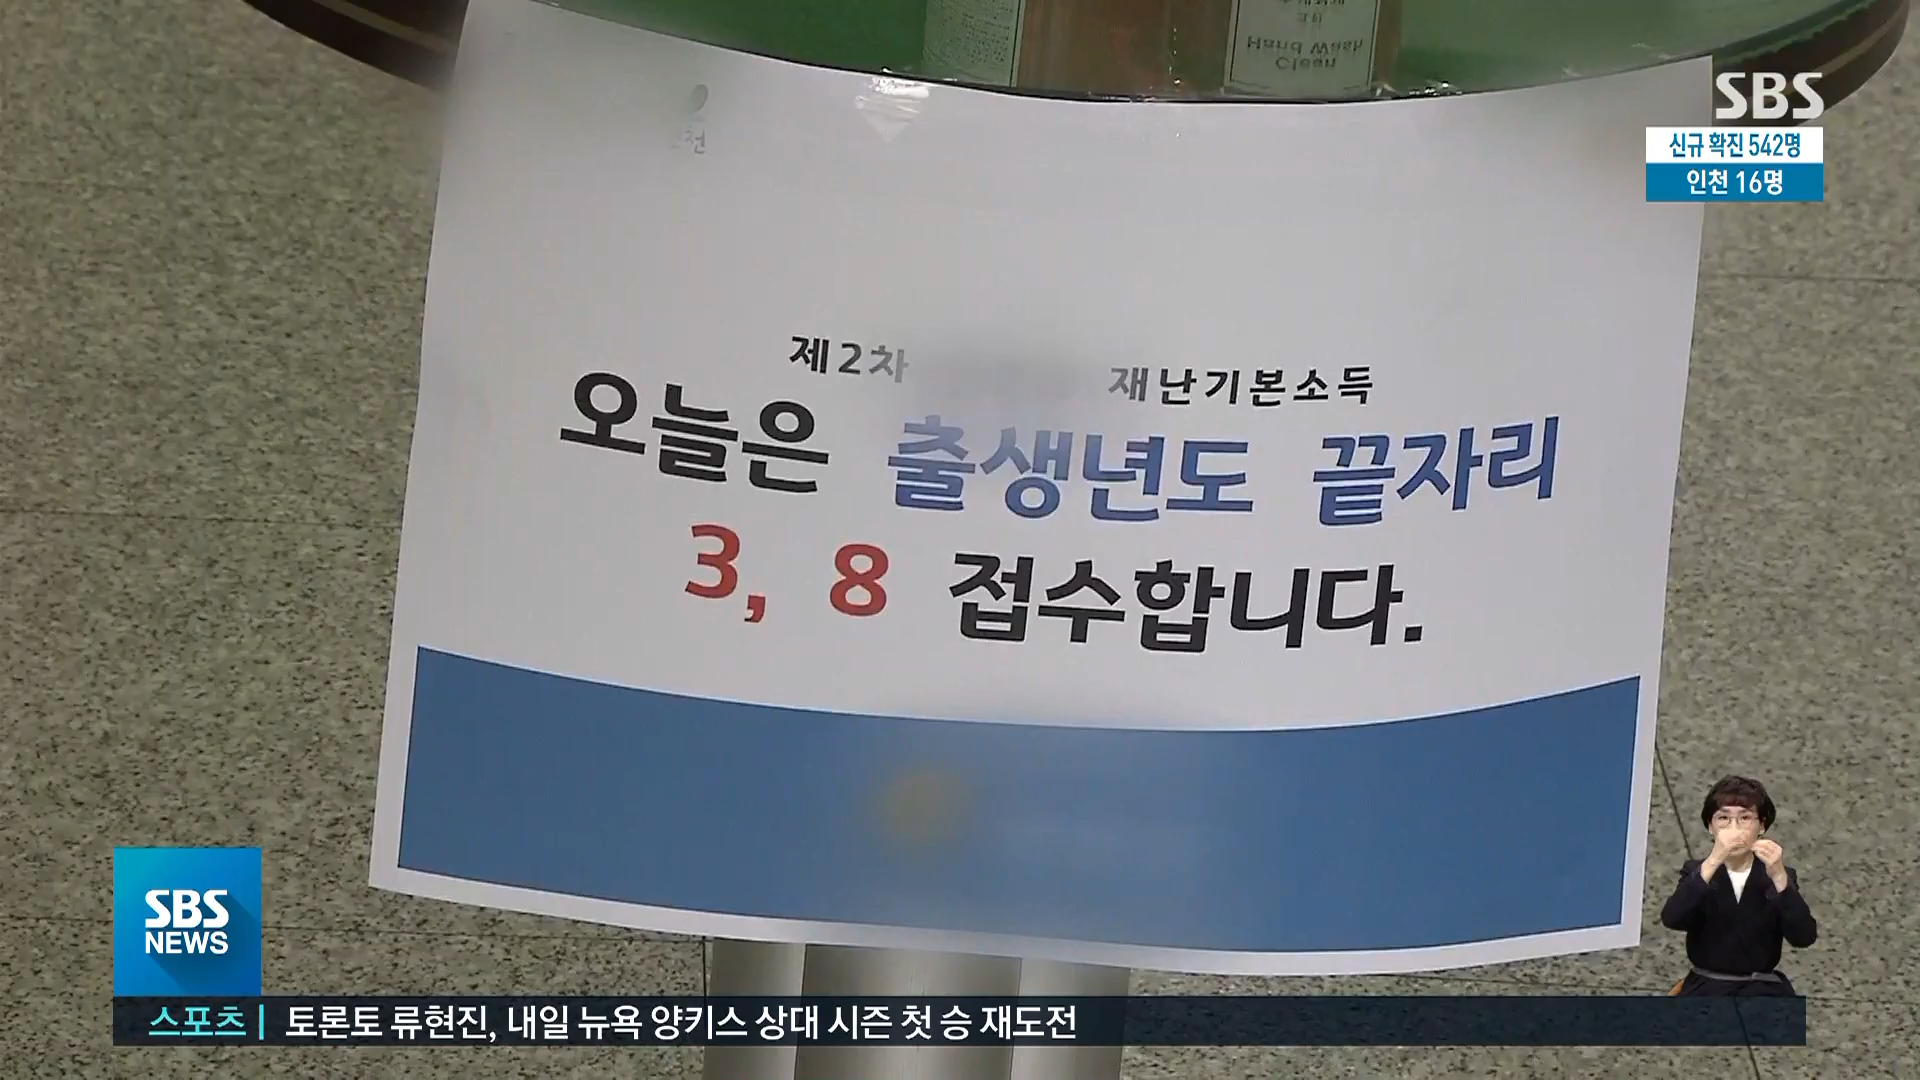 Hand Wash
Clean
SBS
신규 확진 542명
인천 16명
제2차 재난기본소득
오늘은 출생년도 끝자리
3, 8 접수합니다.
SBS
NEWS
스포츠 | 토론토 류현진, 내일 뉴욕 양키스 상대 시즌 첫 승 재도전